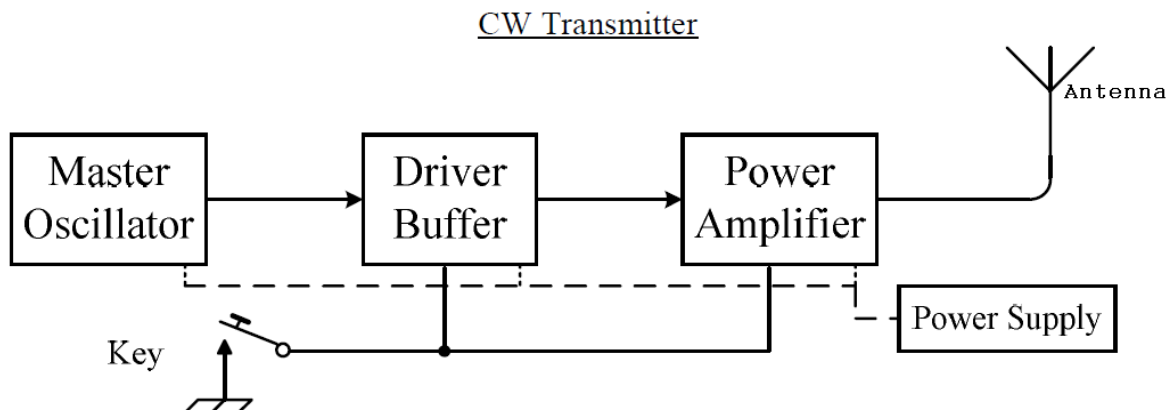 CW Transmitter
Antenna
Master
Oscillator
Driver
Buffer
Power
Amplifier
Power Supply
Key